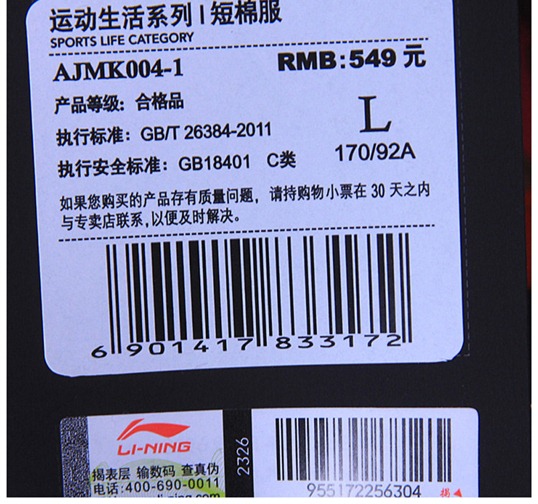 运动生活系列 | 短棉服
SPORTS LIFE CATEGORY
AJMK004-1
RMB:549 元
产品等级: 合格品
执行标准: GB/T 26384-2011
L
执行安全标准: GB18401 C类
170/92A
如果您购买的产品存有质量问题, 请持购物小票在 30 天之内
与专卖店联系,以便及时解决。
6 901417 833172
LI-NING
揭表层 输数码 查真伪
电话:400-690-0011
li-ning.com
2326
955172256304
揭